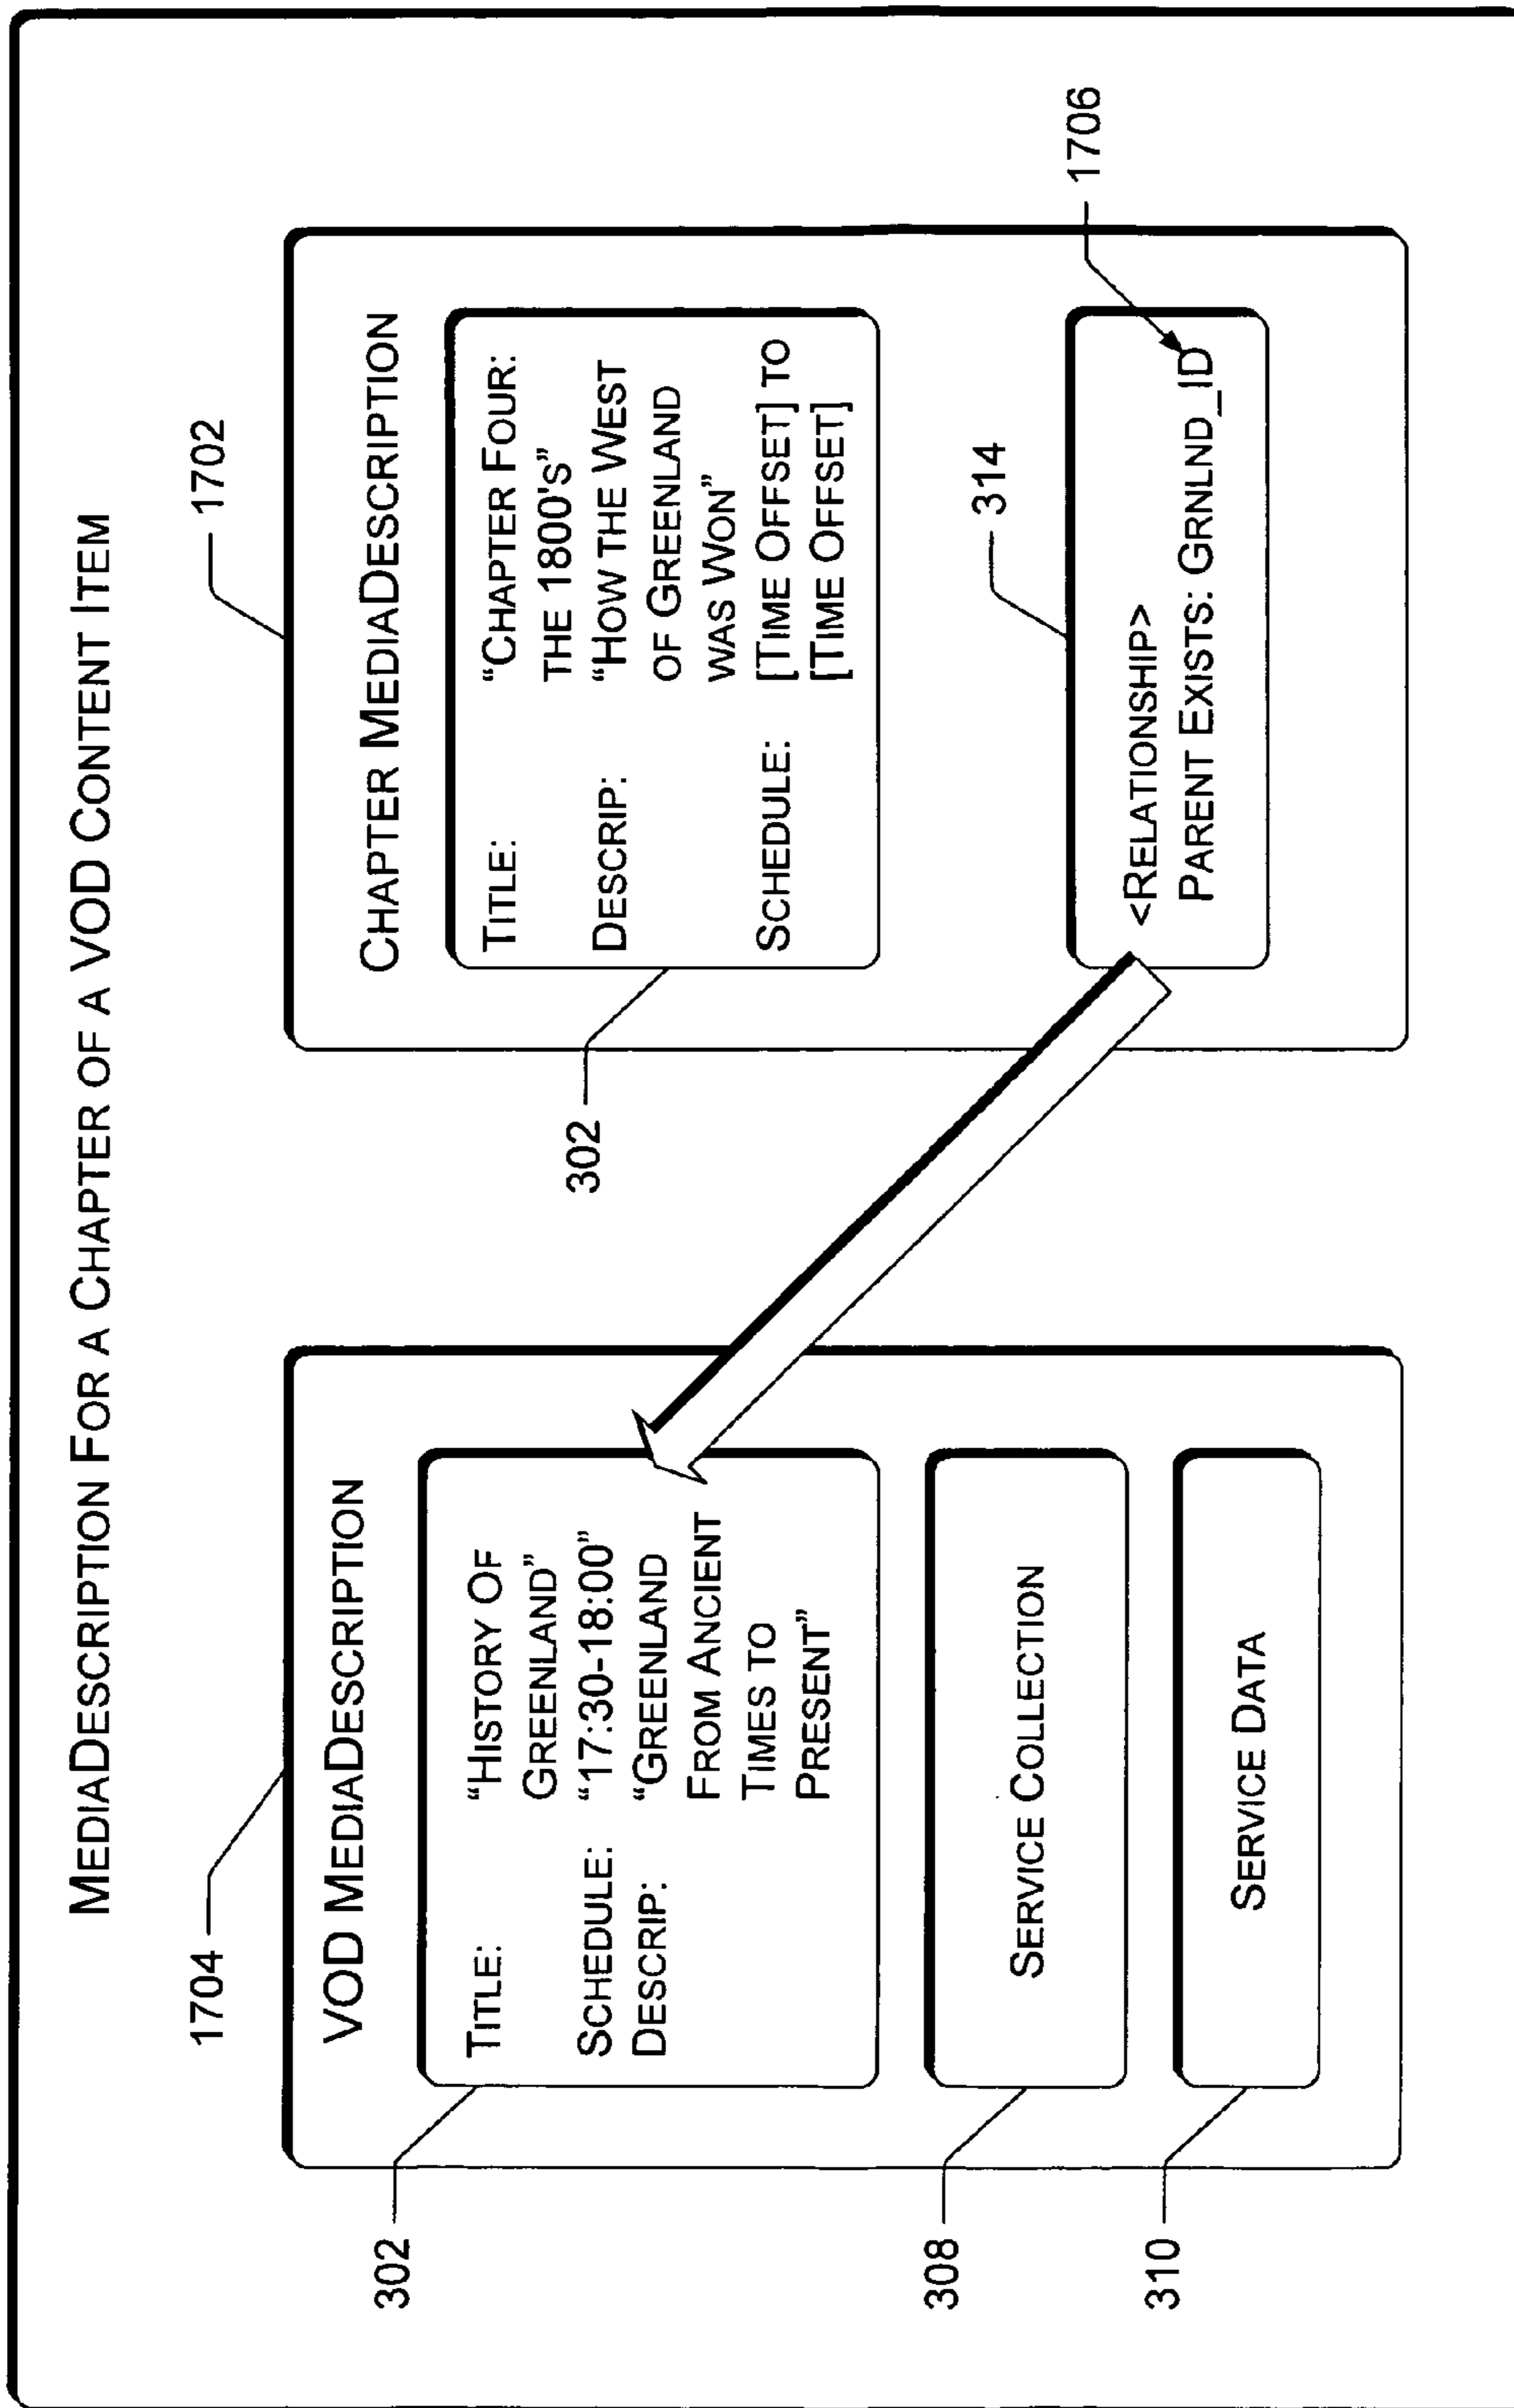 MEDIADESCRIPTION FOR A CHAPTER OF A VOD CONTENT ITEM
1704
VOD MEDIADESCRIPTION
302
TITLE: “HISTORY OF
GREENLAND”
SCHEDULE: “17:30-18:00”
DESCRIP: “GREENLAND
FROM ANCIENT
TIMES TO
PRESENT”
308
SERVICE COLLECTION
310
SERVICE DATA
1702
CHAPTER MEDIADESCRIPTION
302
TITLE: “CHAPTER FOUR:
THE 1800's”
DESCRIP: “HOW THE WEST
OF GREENLAND
WAS WON”
SCHEDULE: [TIME OFFSET] TO
[TIME OFFSET]
314
<RELATIONSHIP>
PARENT EXISTS: GRNLND_ID
1706